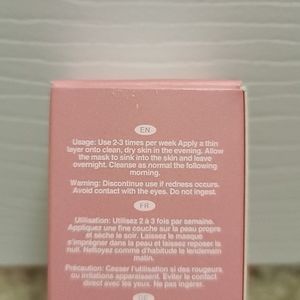 EN
Usage: Use 2-3 times per week Apply a thin
layer onto clean, dry skin in the evening. Allow
the mask to sink into the skin and leave
overnight. Cleanse as normal the following
morning.
Warning: Discontinue use if redness occurs.
Avoid contact with the eyes. Do not ingest.
FR
Utilisation: Utilisez 2 à 3 fois par semaine.
Appliquez une fine couche sur la peau propre
et sèche le soir. Laissez le masque
s'imprégner dans la peau et laissez reposer la
nuit. Nettoyez comme d'habitude le lendemain
matin.
Précaution: Cesser l'utilisation si des rougeurs
ou irritations apparaissent. Eviter le contact
direct avec les yeux. Ne pas ingérer.